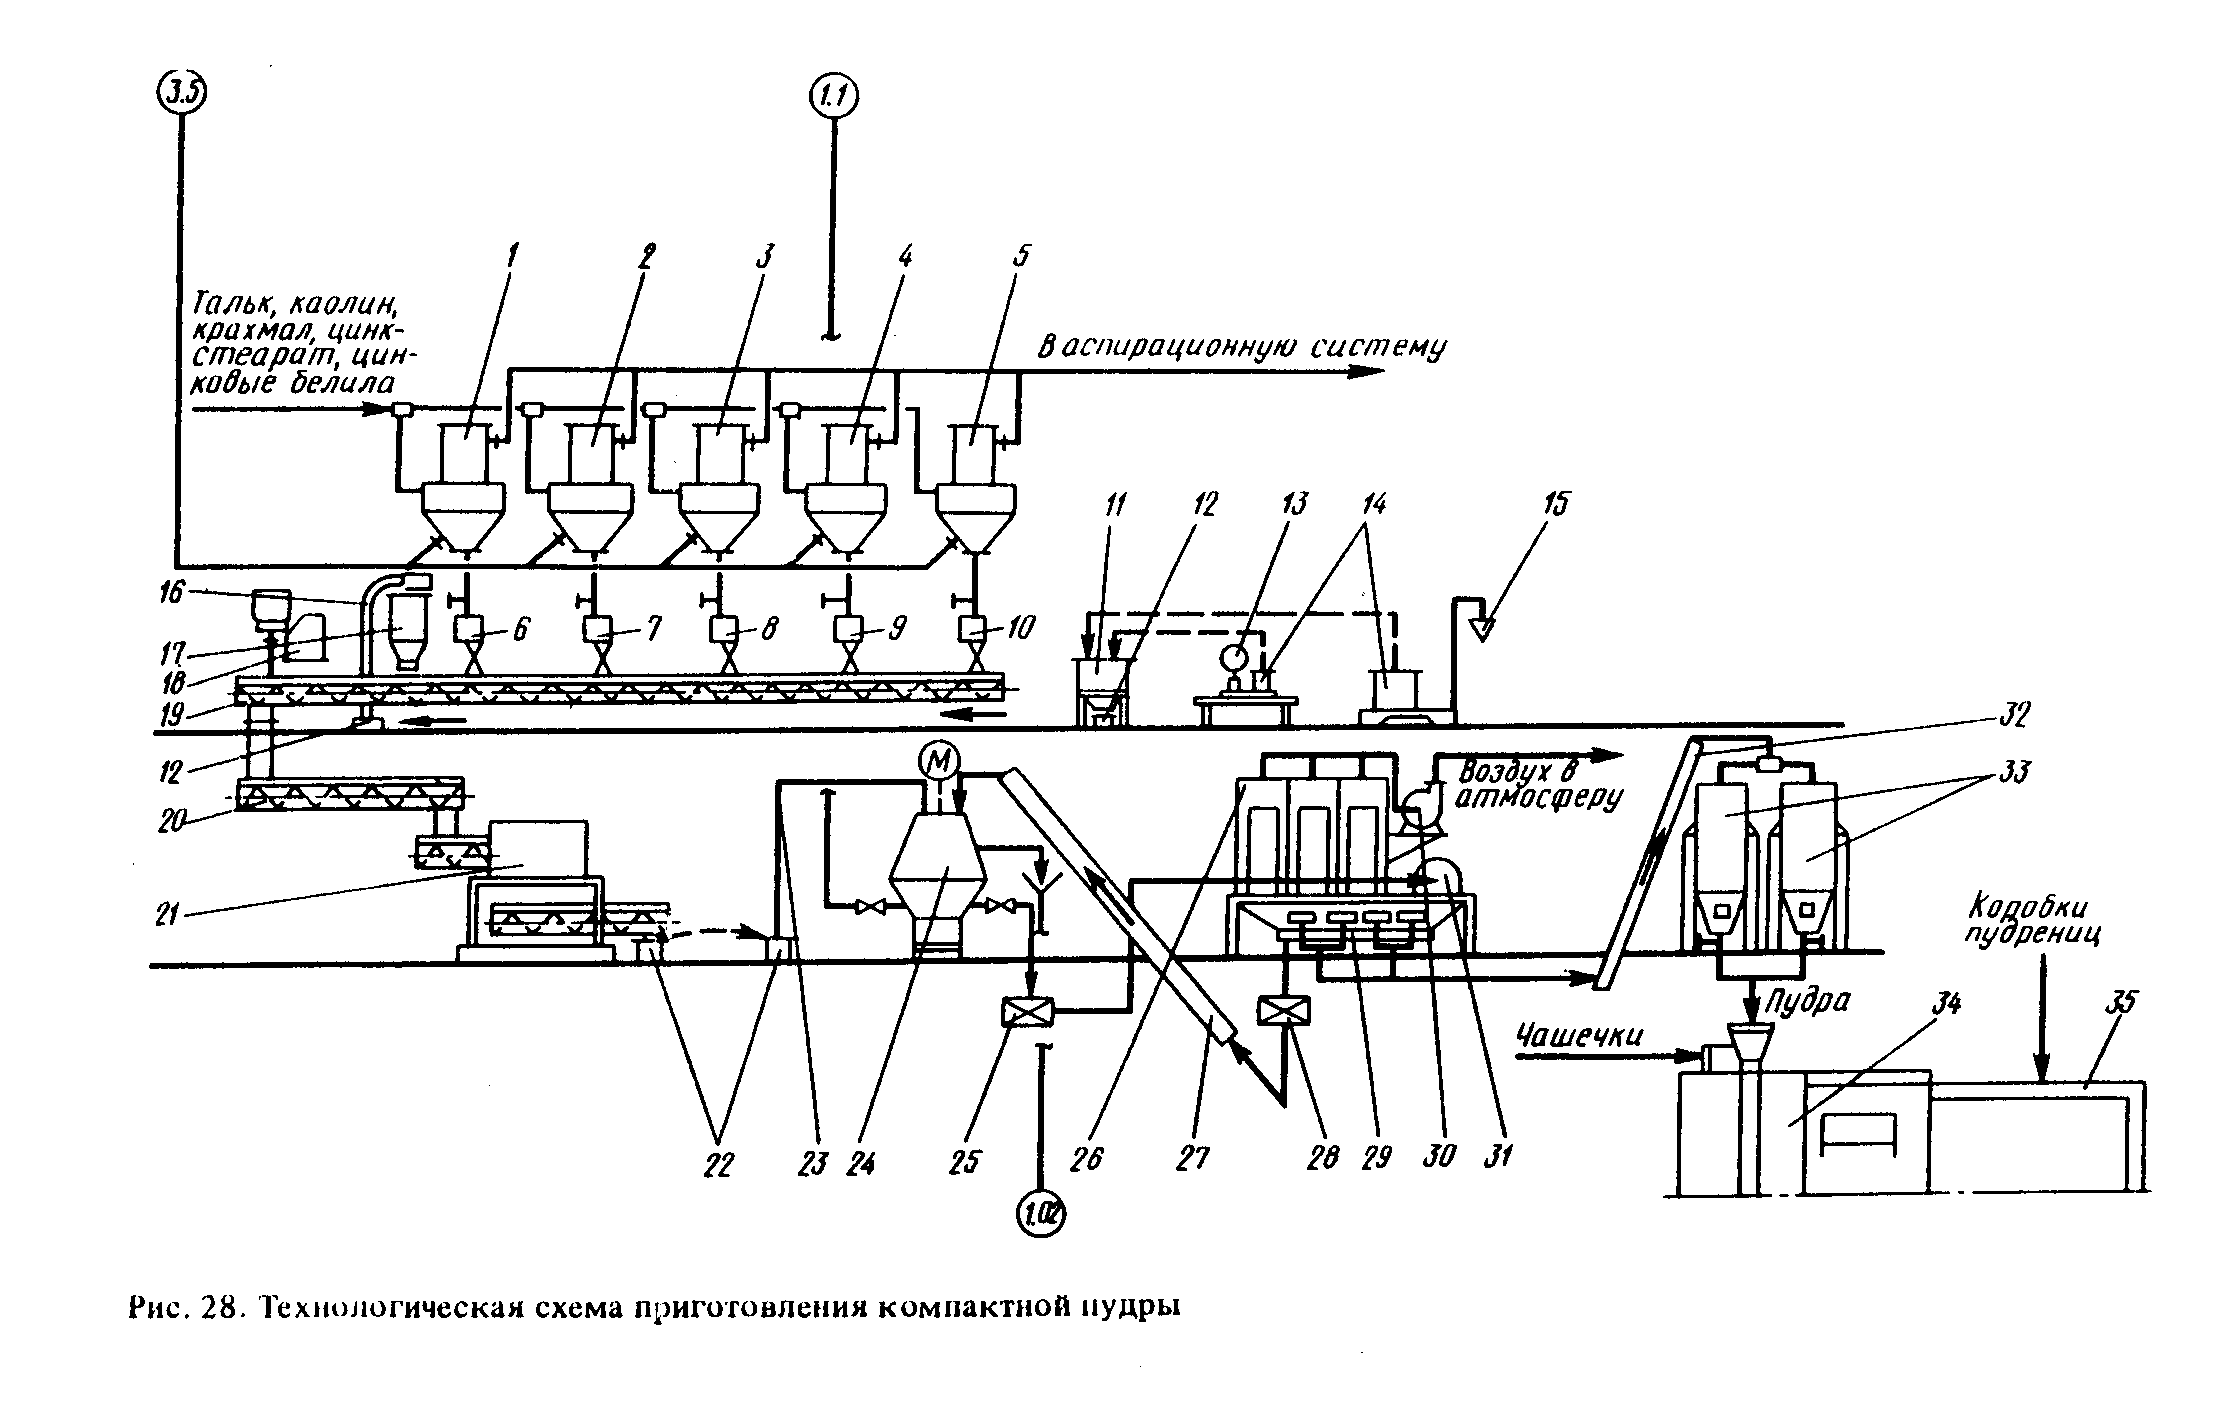 3.5
1.1
1 2 3 4 5
Тальк, каолин,
крахмал, цинк-
стеарат, цин-
ковые белила
В аспирационную систему
11 12 13 14 15
16
6 7 8 9 10
17
18
19
32
12
М
Воздух в
атмосферу
33
20
21
Коробки
пудрениц
Пудра
34
35
Чашечки
22 23 24 25 26 27 28 29 30 31
1.02
Рис. 28. Технологическая схема приготовления компактной пудры